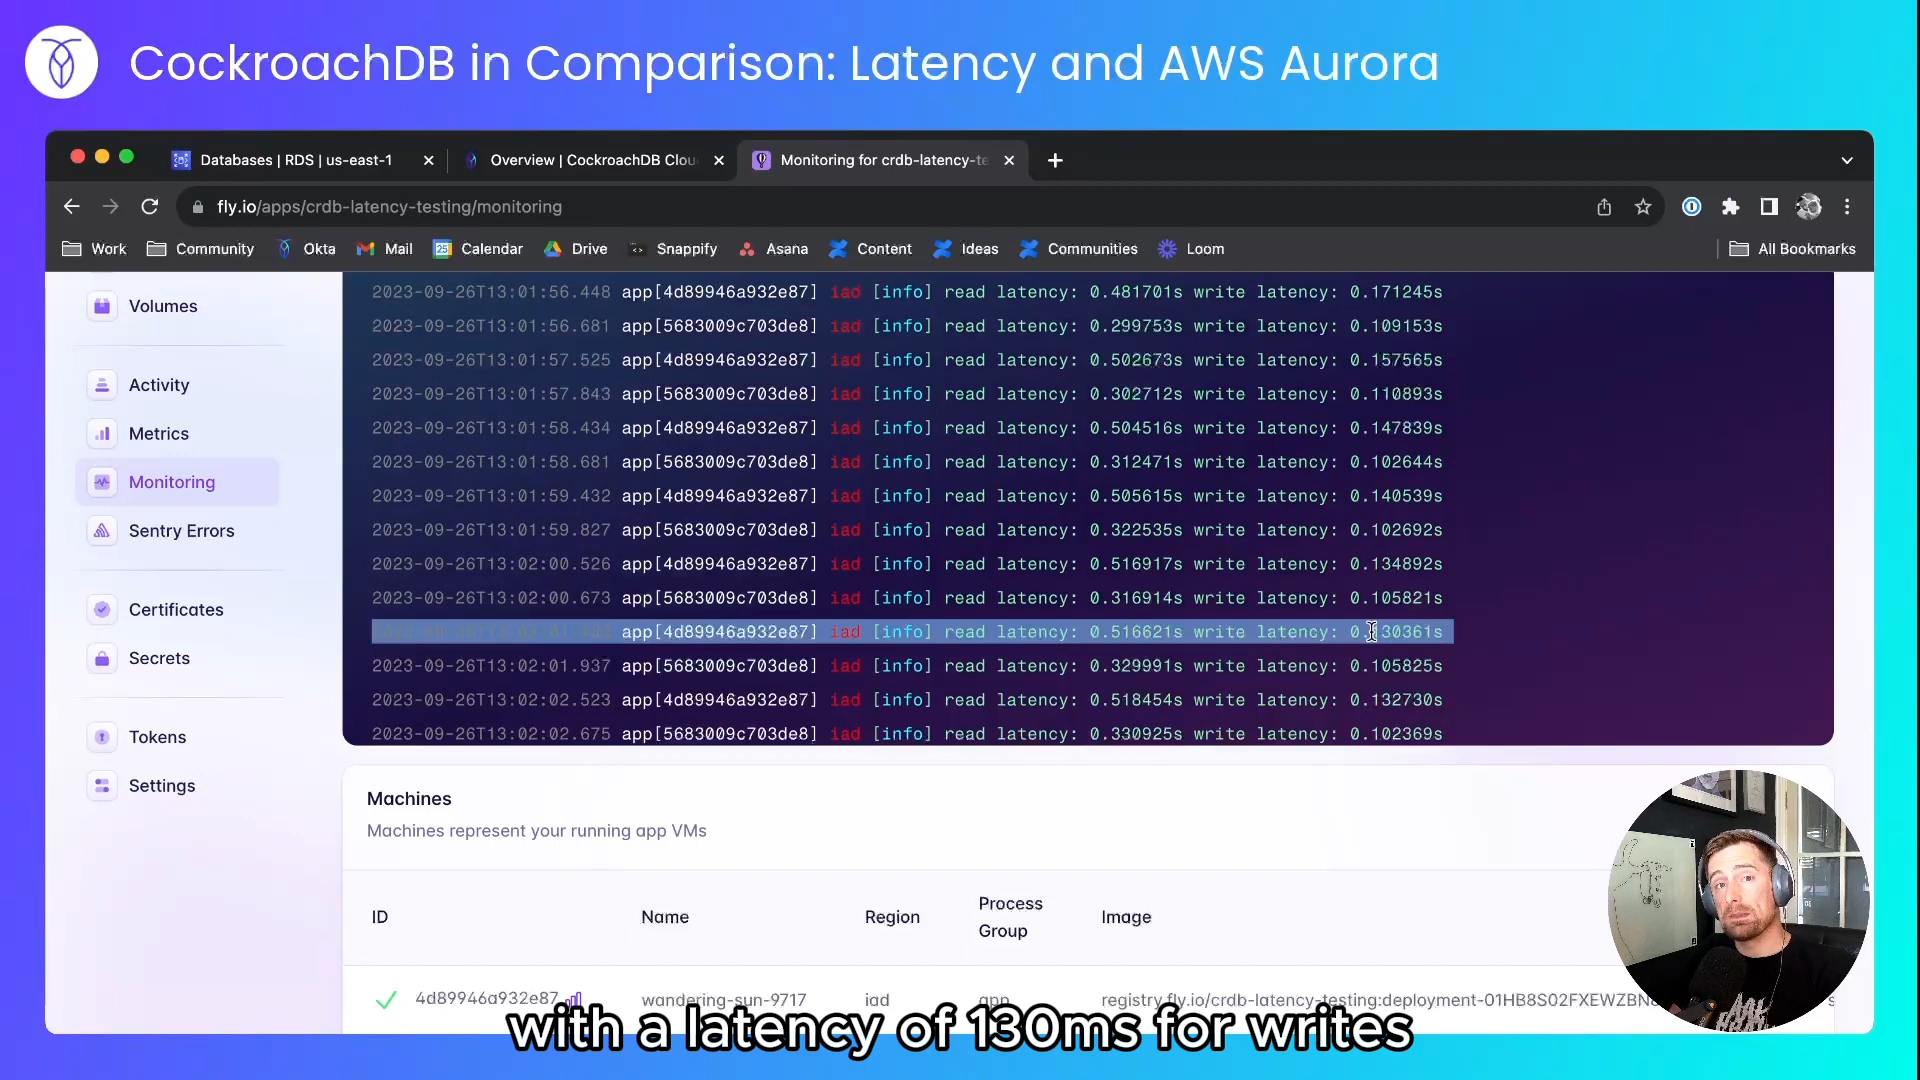 CockroachDB in Comparison: Latency and AWS Aurora
Databases | RDS | us-east-1
Overview | CockroachDB Clou
Monitoring for crdb-latency-te
fly.io/apps/crdb-latency-testing/monitoring
Work
Community
Okta
Mail
Calendar
Drive
Snappify
Asana
Content
Ideas
Communities
Loom
All Bookmarks
Volumes
Activity
Metrics
Monitoring
Sentry Errors
Certificates
Secrets
Tokens
Settings
2023-09-26T13:01:56.448 app[4d89946a932e87] iad [info] read latency: 0.481701s write latency: 0.171245s
2023-09-26T13:01:56.681 app[5683009c703de8] iad [info] read latency: 0.299753s write latency: 0.109153s
2023-09-26T13:01:57.525 app[4d89946a932e87] iad [info] read latency: 0.502673s write latency: 0.157565s
2023-09-26T13:01:57.843 app[5683009c703de8] iad [info] read latency: 0.302712s write latency: 0.110893s
2023-09-26T13:01:58.434 app[4d89946a932e87] iad [info] read latency: 0.504516s write latency: 0.147839s
2023-09-26T13:01:58.681 app[5683009c703de8] iad [info] read latency: 0.312471s write latency: 0.102644s
2023-09-26T13:01:59.432 app[4d89946a932e87] iad [info] read latency: 0.505615s write latency: 0.140539s
2023-09-26T13:01:59.827 app[5683009c703de8] iad [info] read latency: 0.322535s write latency: 0.102692s
2023-09-26T13:02:00.526 app[4d89946a932e87] iad [info] read latency: 0.516917s write latency: 0.134892s
2023-09-26T13:02:00.673 app[5683009c703de8] iad [info] read latency: 0.316914s write latency: 0.105821s
app[4d89946a932e87] iad [info] read latency: 0.516621s write latency: 0.130361s
2023-09-26T13:02:01.937 app[5683009c703de8] iad [info] read latency: 0.329991s write latency: 0.105825s
2023-09-26T13:02:02.523 app[4d89946a932e87] iad [info] read latency: 0.518454s write latency: 0.132730s
2023-09-26T13:02:02.675 app[5683009c703de8] iad [info] read latency: 0.330925s write latency: 0.102369s
Machines
Machines represent your running app VMs
ID
Name
Region
Process
Group
Image
4d89946a932e87
wandering-sun-9717
iad
app
registry.fly.io/crdb-latency-testing:deployment-01HB8S02FXEWZBN
with a latency of 130ms for writes